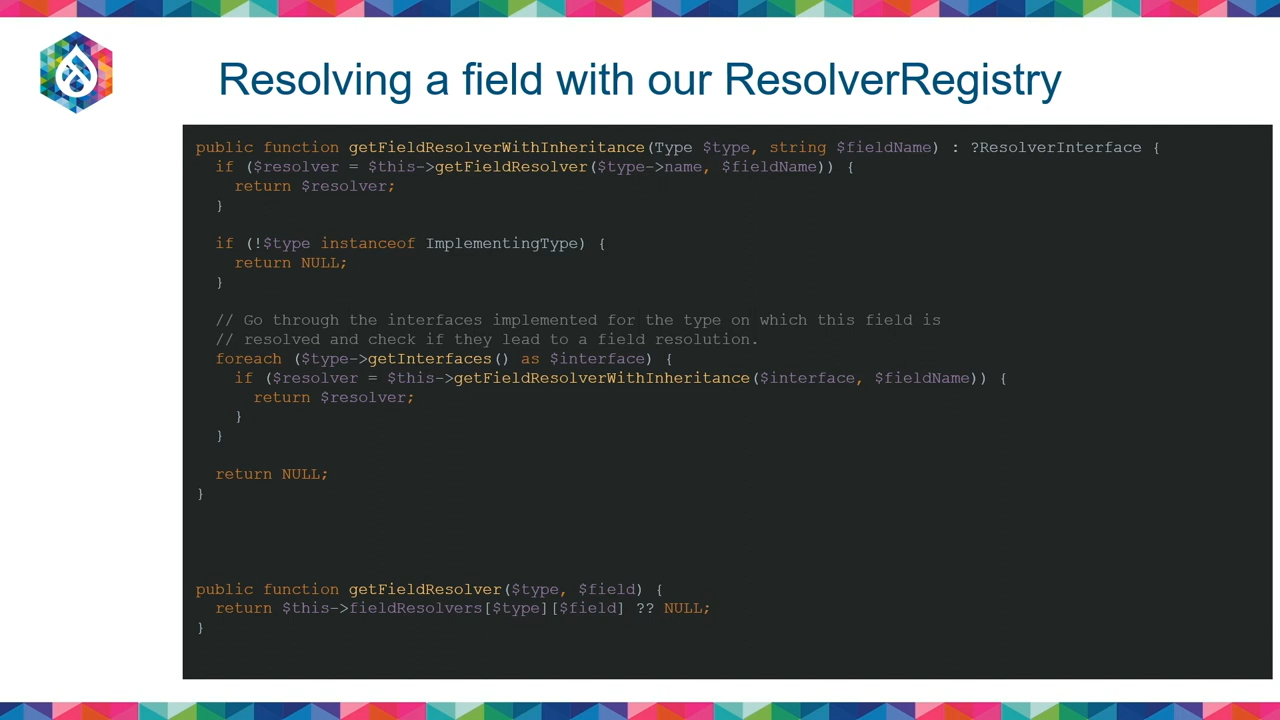 Resolving a field with our ResolverRegistry
public function getFieldResolverWithInheritance(Type $type, string $fieldName) : ?ResolverInterface {
  if ($resolver = $this->getFieldResolver($type->name, $fieldName)) {
    return $resolver;
  }

  if (!$type instanceof ImplementingType) {
    return NULL;
  }

  // Go through the interfaces implemented for the type on which this field is
  // resolved and check if they lead to a field resolution.
  foreach ($type->getInterfaces() as $interface) {
    if ($resolver = $this->getFieldResolverWithInheritance($interface, $fieldName)) {
      return $resolver;
    }
  }

  return NULL;
}

public function getFieldResolver($type, $field) {
  return $this->fieldResolvers[$type][$field] ?? NULL;
}